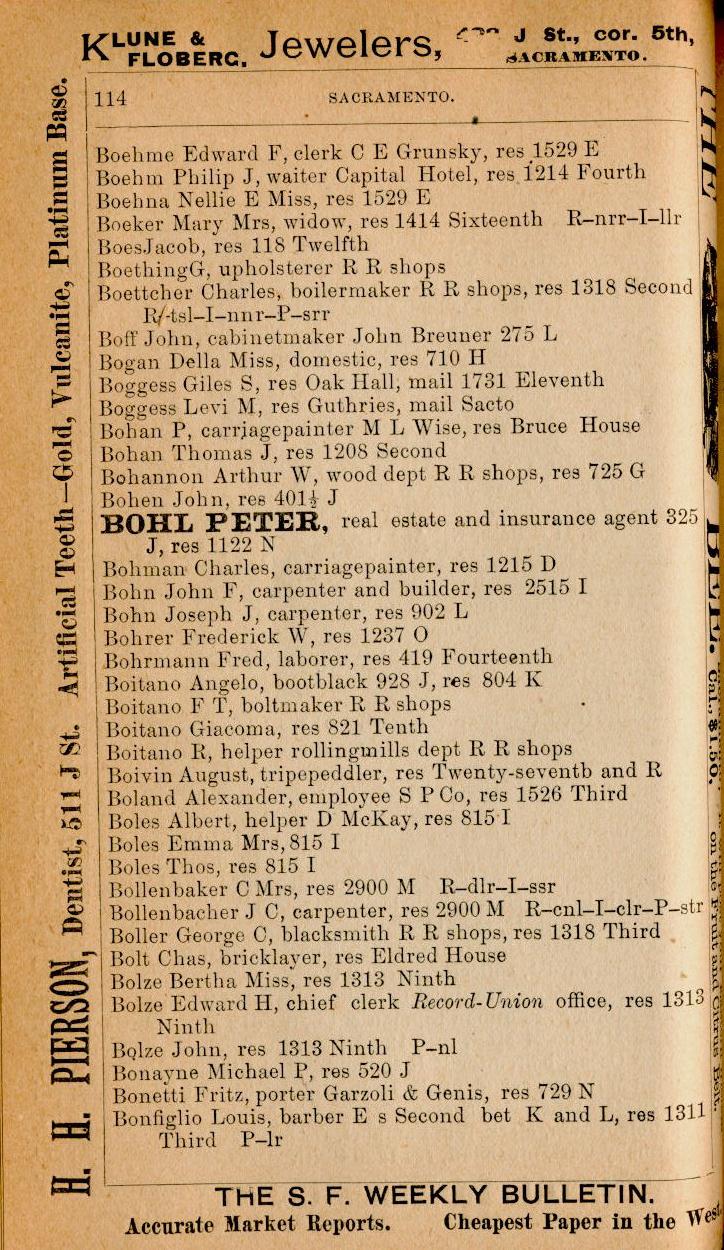 KLUNE & FLOBERG. Jewelers, J St., cor. 5th, SACRAMENTO.
114 SACRAMENTO.
Boehme Edward F, clerk C E Grunsky, res 1529 E
Boehm Philip J, waiter Capital Hotel, res 1214 Fourth
Boehna Nellie E Miss, res 1529 E
Boeker Mary Mrs, widow, res 1414 Sixteenth R–nrr–I–llr
BoesJacob, res 118 Twelfth
BoethingG, upholsterer R R shops
Boettcher Charles, boilermaker R R shops, res 1318 Second
R/-tsl–I–nnr–P–srr
Boff John, cabinetmaker John Breuner 275 L
Bogan Della Miss, domestic, res 710 H
Boggess Giles S, res Oak Hall, mail 1731 Eleventh
Boggess Levi M, res Guthries, mail Sacto
Bohan P, carriagepainter M L Wise, res Bruce House
Bohan Thomas J, res 1208 Second
Bohannon Arthur W, wood dept R R shops, res 725 G
Bohen John, res 401½ J
BOHL PETER, real estate and insurance agent 325
J, res 1122 N
Bohman Charles, carriagepainter, res 1215 D
Bohn John F, carpenter and builder, res 2515 I
Bohn Joseph J, carpenter, res 902 L
Bohrer Frederick W, res 1237 O
Bohrmann Fred, laborer, res 419 Fourteenth
Boitano Angelo, bootblack 928 J, res 804 K
Boitano F T, boltmaker R R shops
Boitano Giacoma, res 821 Tenth
Boitano R, helper rollingmills dept R R shops
Boivin August, tripepeddler, res Twenty-seventb and R
Boland Alexander, employee S P Co, res 1526 Third
Boles Albert, helper D McKay, res 815 I
Boles Emma Mrs, 815 I
Boles Thos, res 815 I
Bollenbaker C Mrs, res 2900 M R–dlr–I–ssr
Bollenbacher J C, carpenter, res 2900 M R–cnl–I–clr–P–str
Boller George C, blacksmith R R shops, res 1318 Third
Bolt Chas, bricklayer, res Eldred House
Bolze Bertha Miss, res 1313 Ninth
Bolze Edward H, chief clerk Record-Union office, res 1313
Ninth
Bolze John, res 1313 Ninth P–nl
Bonayne Michael P, res 520 J
Bonetti Fritz, porter Garzoli & Genis, res 729 N
Bonfiglio Louis, barber E s Second bet K and L, res 1311
Third P–lr
THE S. F. WEEKLY BULLETIN.
Accurate Market Reports. Cheapest Paper in the West.
H. H. PIERSON, Dentist, 511 J St. Artificial Teeth—Gold, Vulcanite, Platinum Base.
THE
Cal., $1.50, on the Fruit and Citrus Belt.